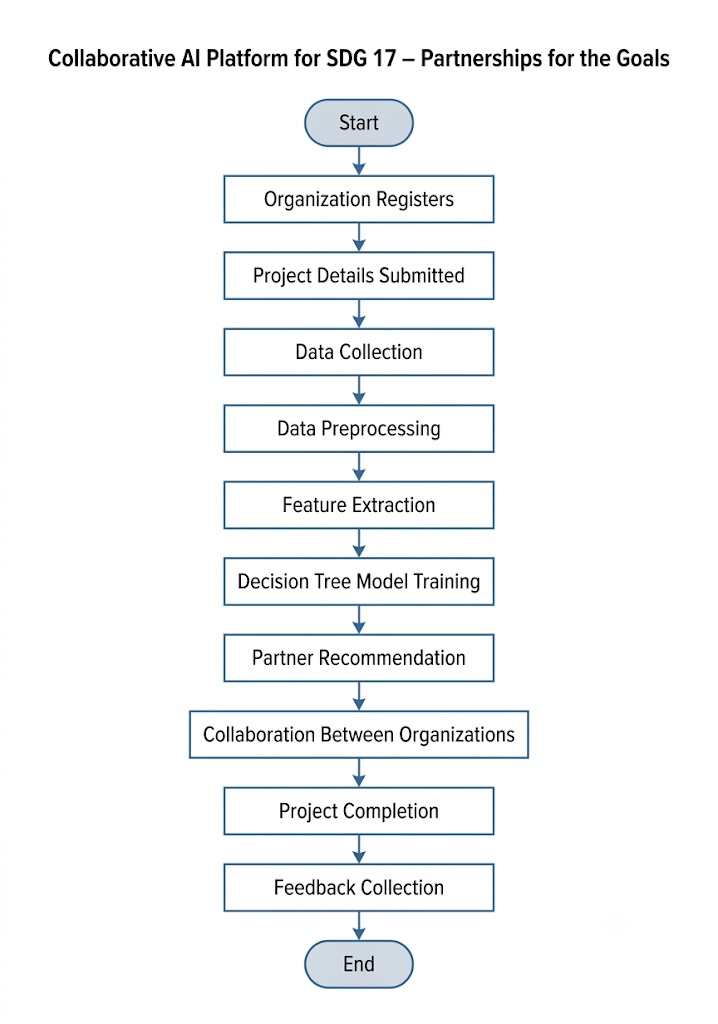 Collaborative AI Platform for SDG 17 – Partnerships for the Goals
Start
Organization Registers
Project Details Submitted
Data Collection
Data Preprocessing
Feature Extraction
Decision Tree Model Training
Partner Recommendation
Collaboration Between Organizations
Project Completion
Feedback Collection
End